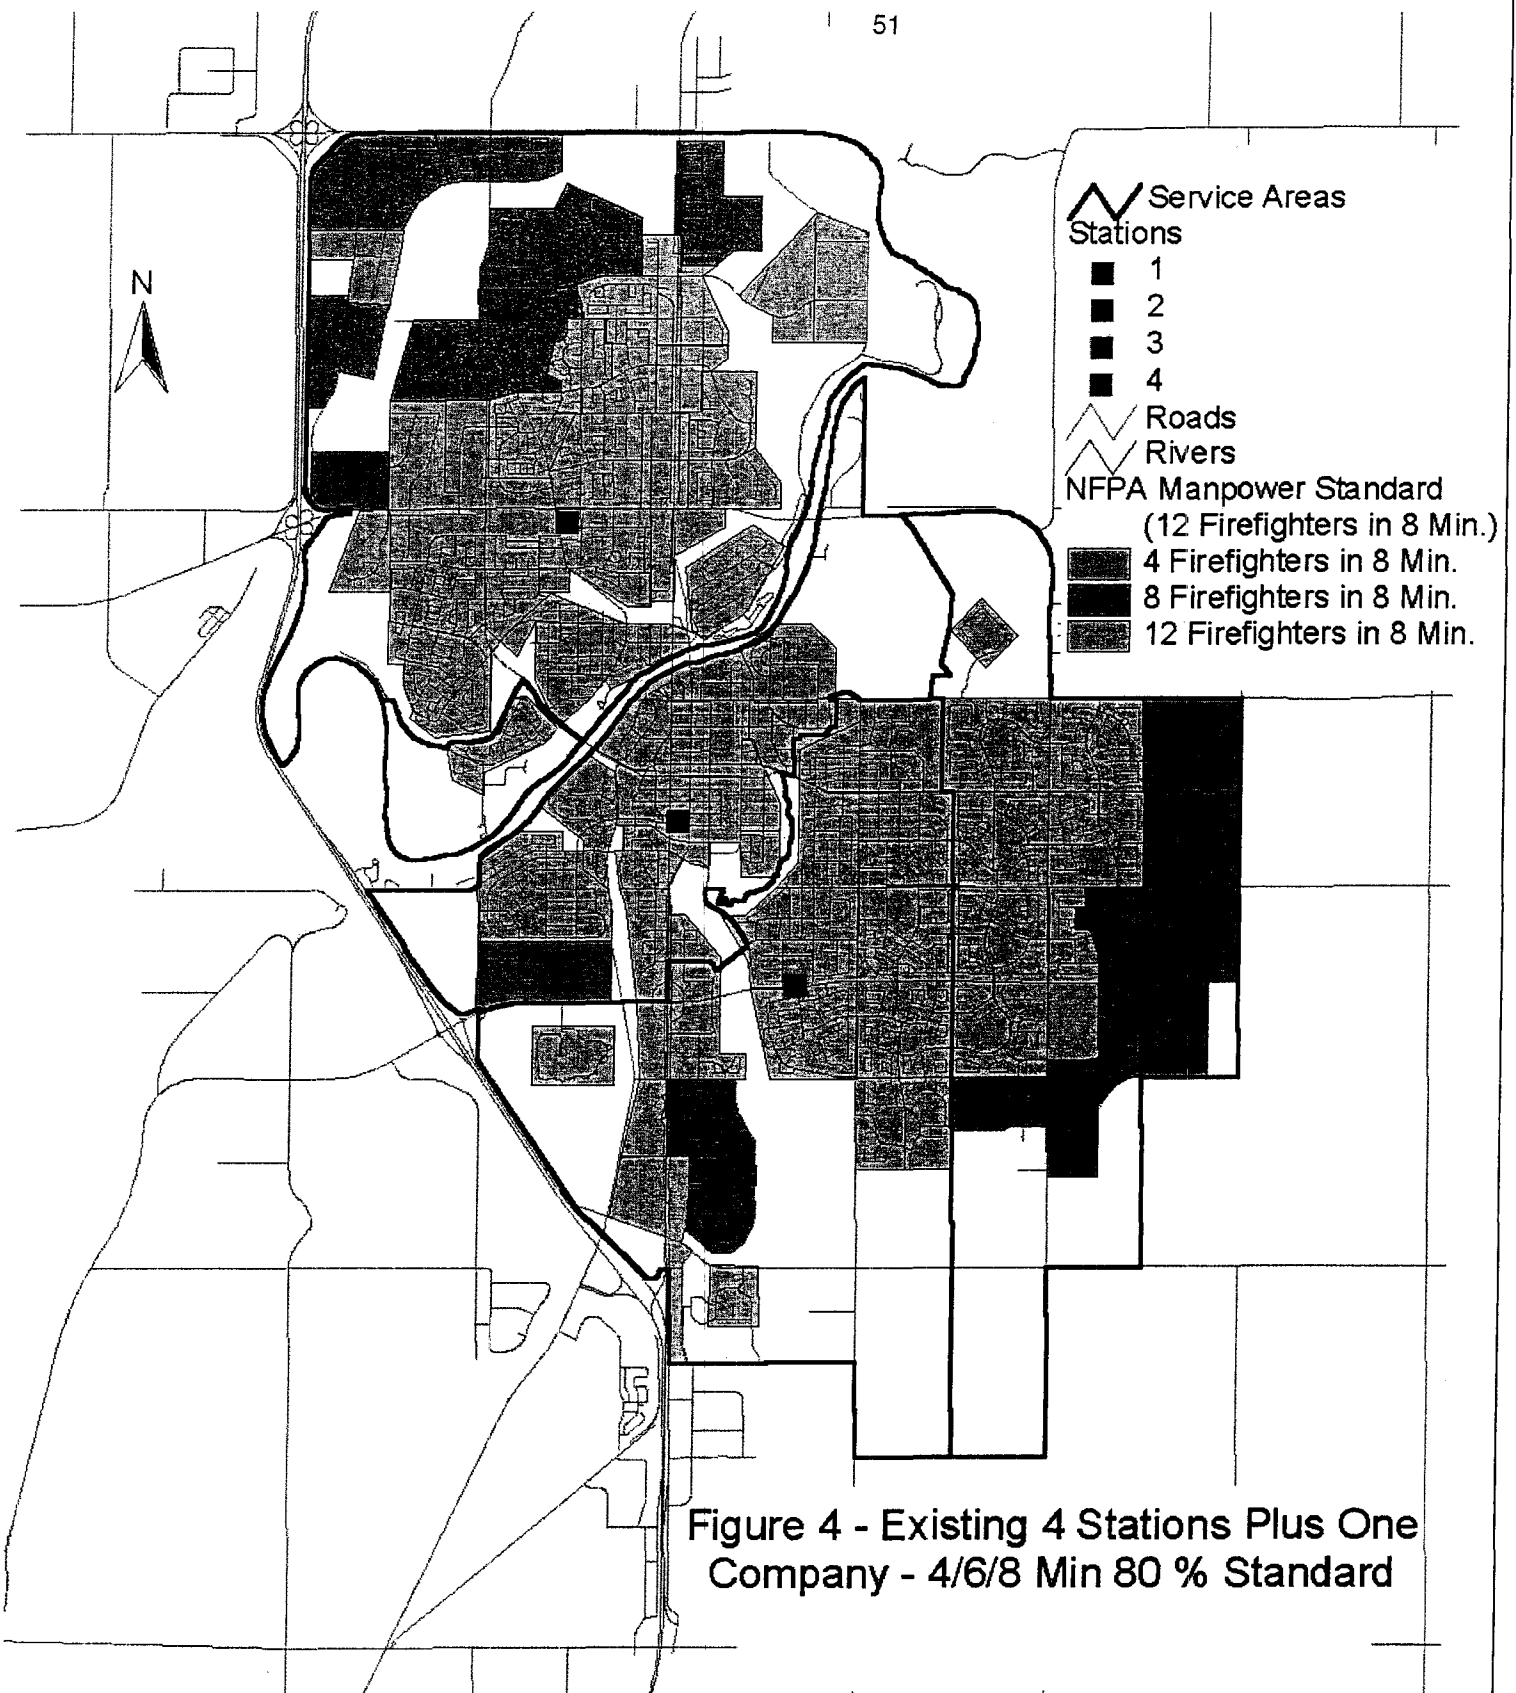 51
N
Service Areas
Stations
1
2
3
4
Roads
Rivers
NFPA Manpower Standard
(12 Firefighters in 8 Min.)
4 Firefighters in 8 Min.
8 Firefighters in 8 Min.
12 Firefighters in 8 Min.
Figure 4 - Existing 4 Stations Plus One
Company - 4/6/8 Min 80 % Standard